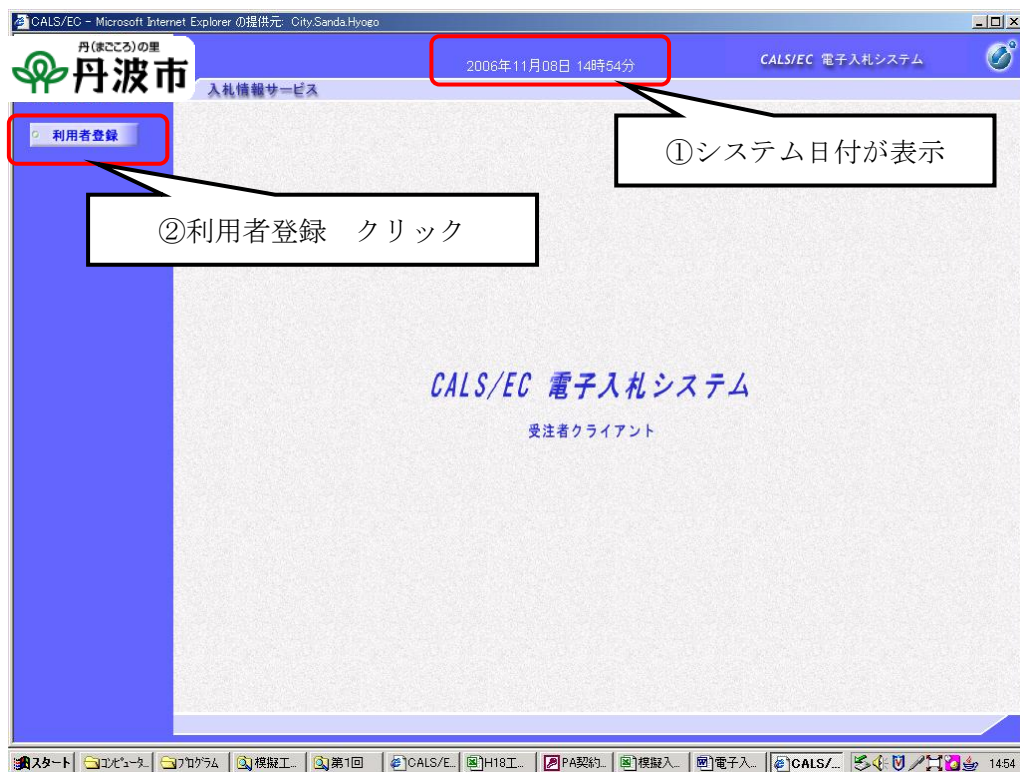 CALS/EC - Microsoft Internet Explorer の提供元: City.Sanda.Hyogo
丹(まごころ)の里
丹波市
2006年11月08日 14時54分
CALS/EC 電子入札システム
入札情報サービス
利用者登録
①システム日付が表示
②利用者登録　クリック
CALS/EC 電子入札システム
受注者クライアント
スタート
ｺﾝﾋﾟｭｰﾀ...
ﾌﾟﾛｸﾞﾗﾑ
模擬工...
第1回
CALS/E...
H18工...
PA契約...
模擬入...
電子入...
CALS/...
14:54